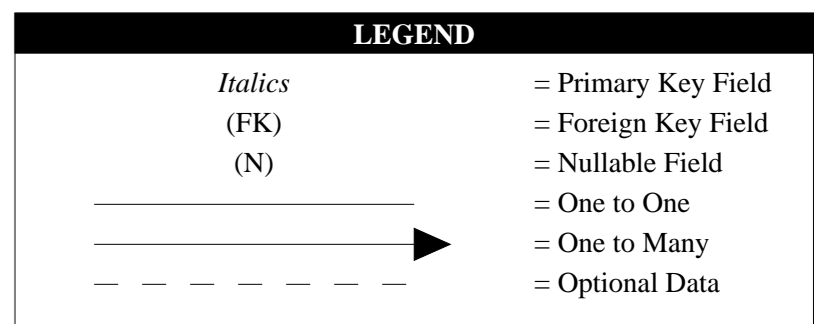 LEGEND
Italics = Primary Key Field
(FK) = Foreign Key Field
(N) = Nullable Field
= One to One
= One to Many
= Optional Data